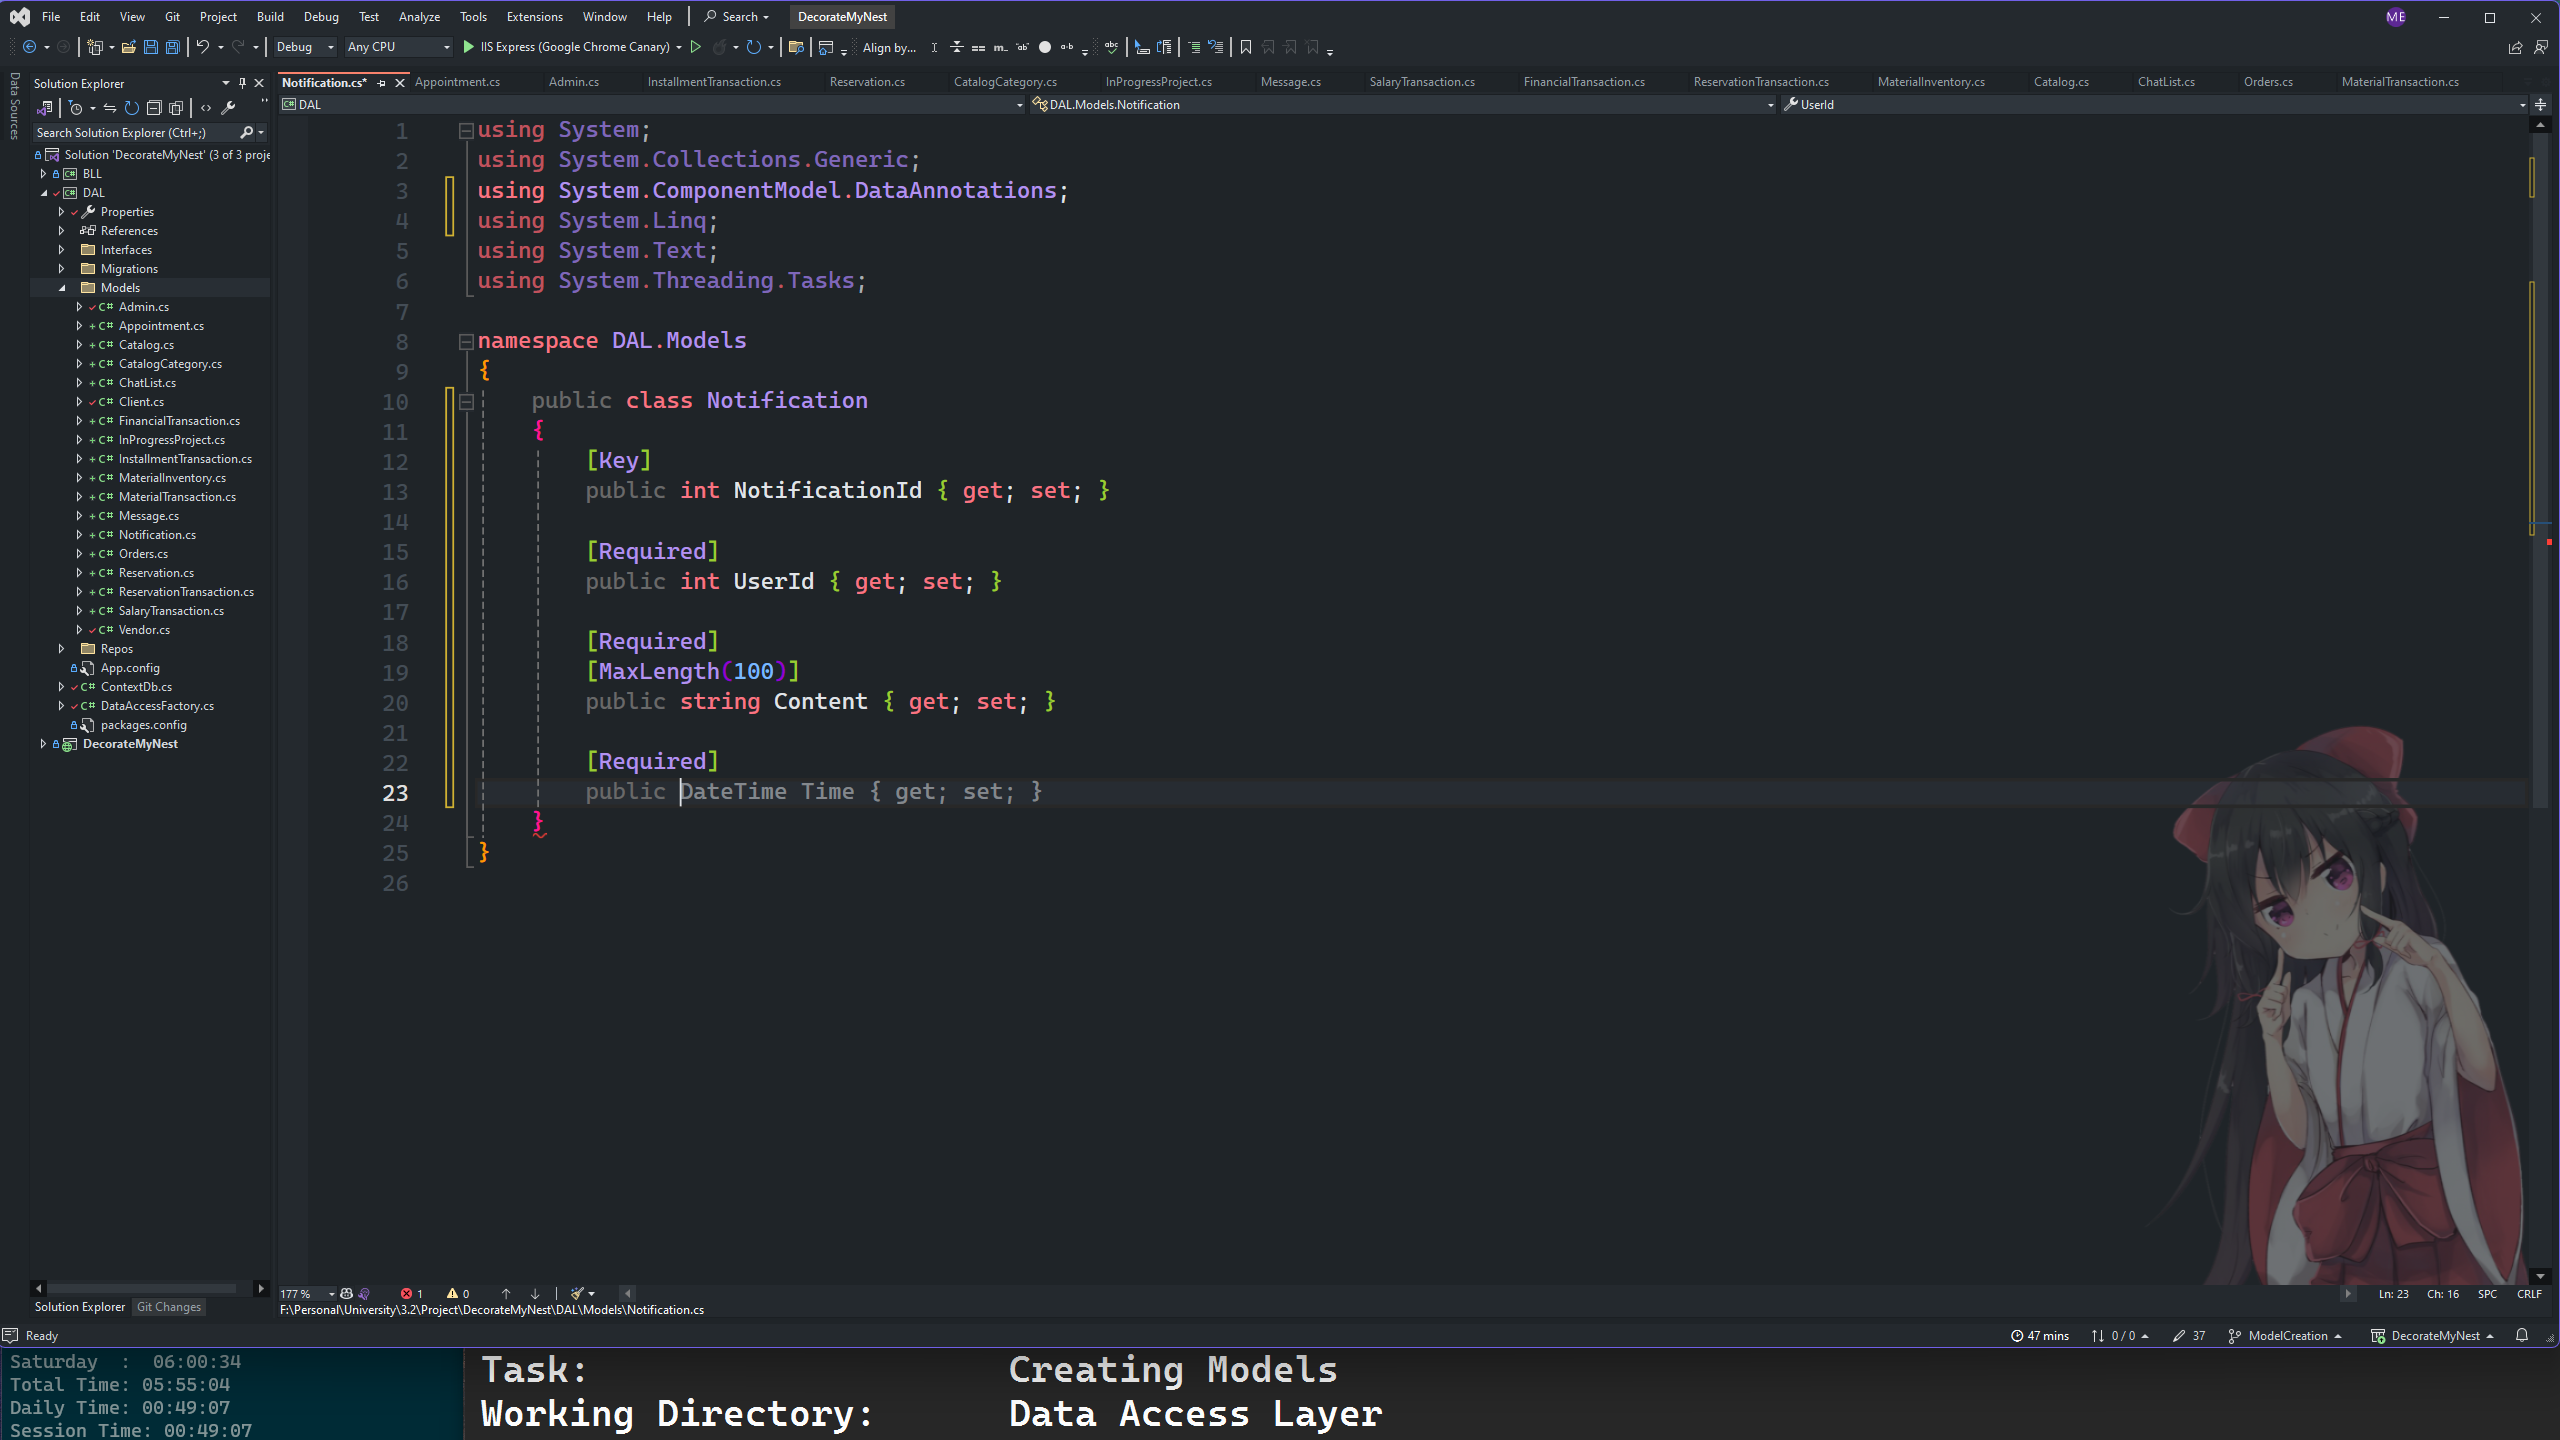 File Edit View Git Project Build Debug Test Analyze Tools Extensions Window Help Search DecorateMyNest ME
Debug Any CPU IIS Express (Google Chrome Canary) Align by...
Data Sources
Solution Explorer
Search Solution Explorer (Ctrl+;)
Solution 'DecorateMyNest' (3 of 3 proje
BLL
DAL
Properties
References
Interfaces
Migrations
Models
Admin.cs
Appointment.cs
Catalog.cs
CatalogCategory.cs
ChatList.cs
Client.cs
FinancialTransaction.cs
InProgressProject.cs
InstallmentTransaction.cs
MaterialInventory.cs
MaterialTransaction.cs
Message.cs
Notification.cs
Orders.cs
Reservation.cs
ReservationTransaction.cs
SalaryTransaction.cs
Vendor.cs
Repos
App.config
ContextDb.cs
DataAccessFactory.cs
packages.config
DecorateMyNest
Solution Explorer Git Changes
Notification.cs* Appointment.cs Admin.cs InstallmentTransaction.cs Reservation.cs CatalogCategory.cs InProgressProject.cs Message.cs SalaryTransaction.cs FinancialTransaction.cs ReservationTransaction.cs MaterialInventory.cs Catalog.cs ChatList.cs Orders.cs MaterialTransaction.cs
DAL DAL.Models.Notification UserId
1 using System;
2 using System.Collections.Generic;
3 using System.ComponentModel.DataAnnotations;
4 using System.Linq;
5 using System.Text;
6 using System.Threading.Tasks;
7
8 namespace DAL.Models
9 {
10 public class Notification
11 {
12 [Key]
13 public int NotificationId { get; set; }
14
15 [Required]
16 public int UserId { get; set; }
17
18 [Required]
19 [MaxLength(100)]
20 public string Content { get; set; }
21
22 [Required]
23 public DateTime Time { get; set; }
24 }
25 }
26
177 % 1 0 Ln: 23 Ch: 16 SPC CRLF
F:\Personal\University\3.2\Project\DecorateMyNest\DAL\Models\Notification.cs
Ready 47 mins 0 / 0 37 ModelCreation DecorateMyNest
Saturday : 06:00:34
Total Time: 05:55:04
Daily Time: 00:49:07
Session Time: 00:49:07
Task: Creating Models
Working Directory: Data Access Layer